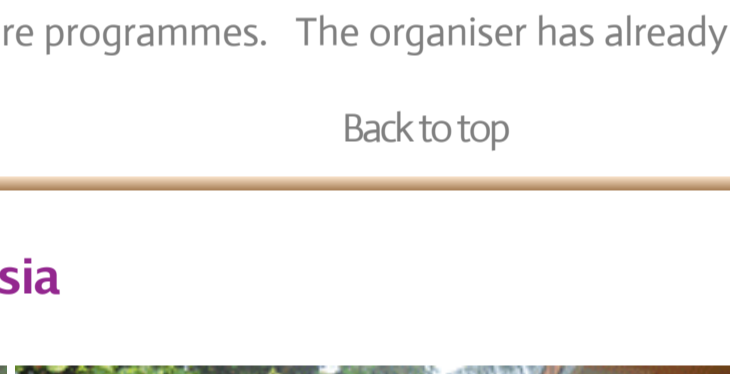 re programmes. The organiser has already
Back to top
sia